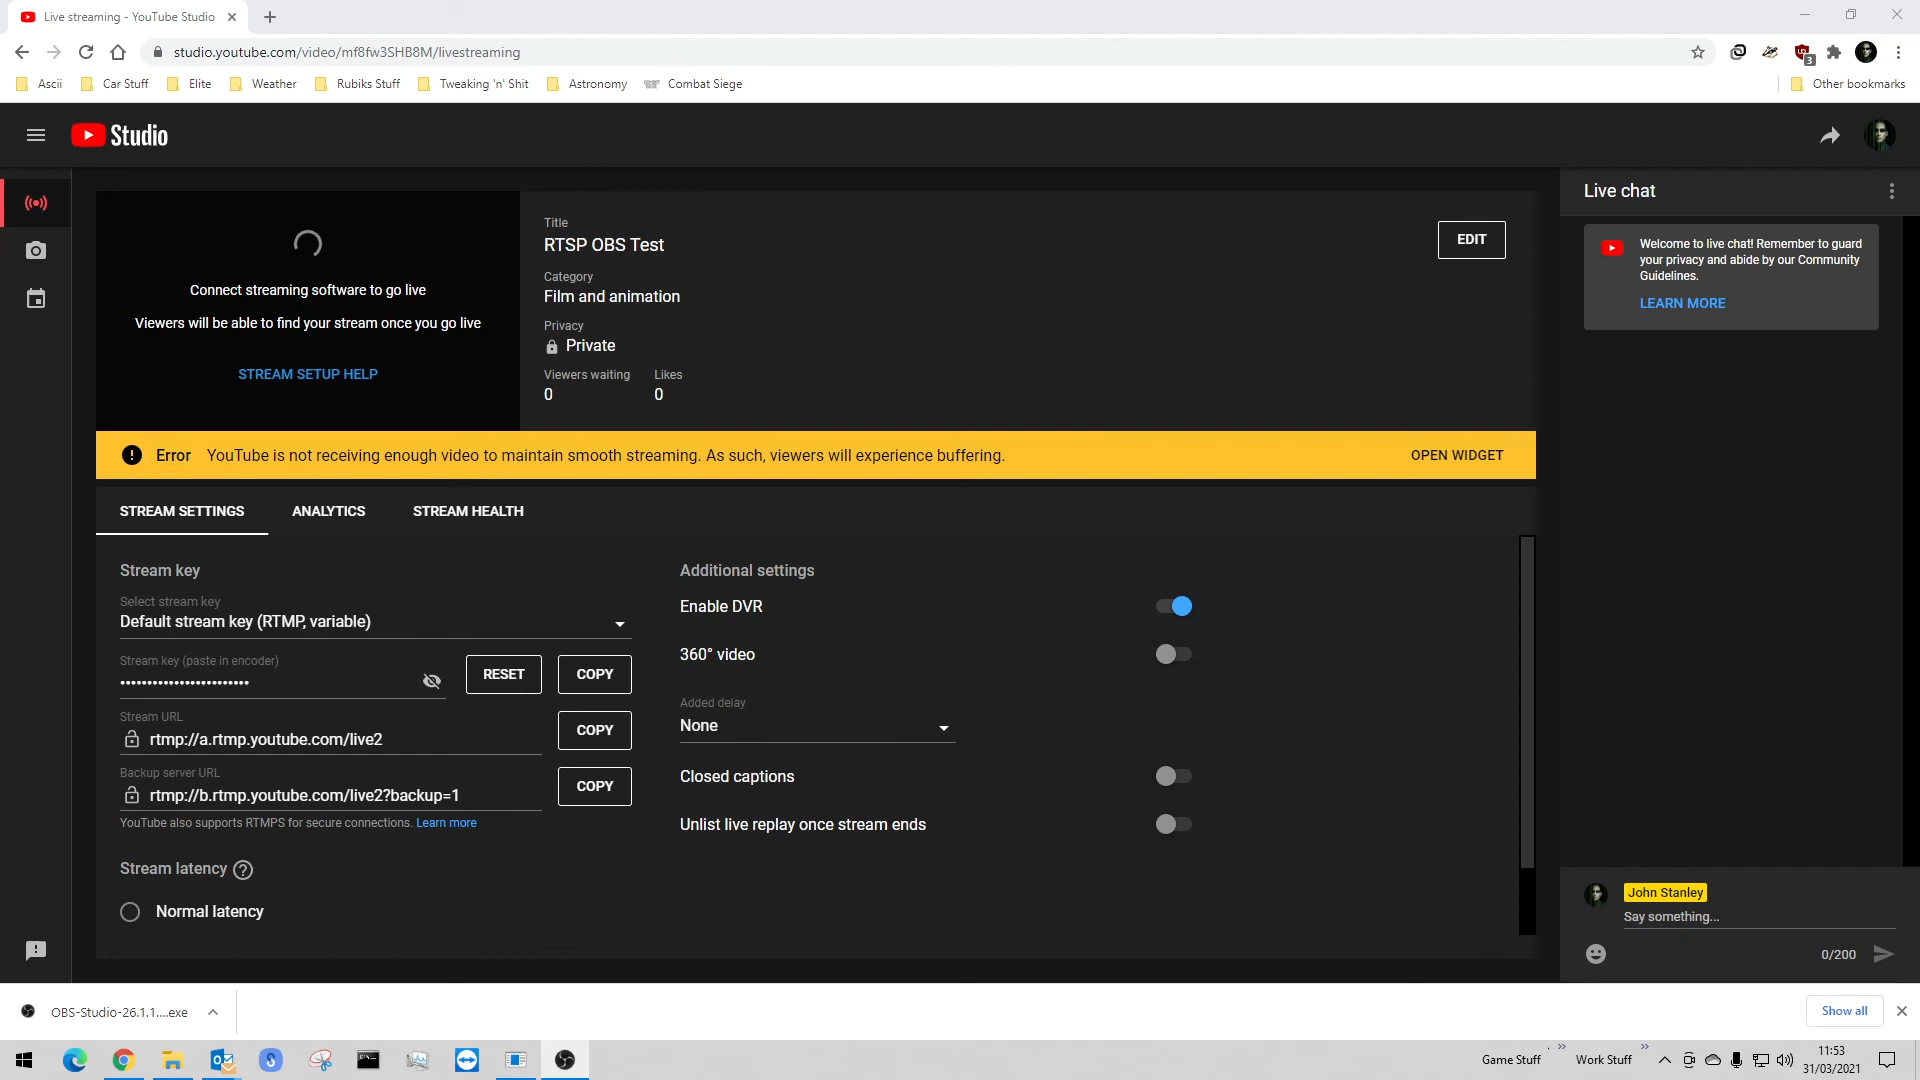 Live streaming - YouTube Studio
studio.youtube.com/video/mf8fw3SHB8M/livestreaming
3
Ascii
Car Stuff
Elite
Weather
Rubiks Stuff
Tweaking 'n' Shit
Astronomy
Combat Siege
Other bookmarks
Studio
Connect streaming software to go live
Viewers will be able to find your stream once you go live
STREAM SETUP HELP
Title
RTSP OBS Test
EDIT
Category
Film and animation
Privacy
Private
Viewers waiting
Likes
0
0
Live chat
Welcome to live chat! Remember to guard
your privacy and abide by our Community
Guidelines.
LEARN MORE
Error
YouTube is not receiving enough video to maintain smooth streaming. As such, viewers will experience buffering.
OPEN WIDGET
STREAM SETTINGS
ANALYTICS
STREAM HEALTH
Stream key
Select stream key
Default stream key (RTMP, variable)
Stream key (paste in encoder)
••••••••••••••••••••••••
RESET
COPY
Stream URL
rtmp://a.rtmp.youtube.com/live2
COPY
Backup server URL
rtmp://b.rtmp.youtube.com/live2?backup=1
COPY
YouTube also supports RTMPS for secure connections. Learn more
Stream latency
Normal latency
Additional settings
Enable DVR
360° video
Added delay
None
Closed captions
Unlist live replay once stream ends
John Stanley
Say something...
0/200
OBS-Studio-26.1.1....exe
Show all
Game Stuff
Work Stuff
11:53
31/03/2021